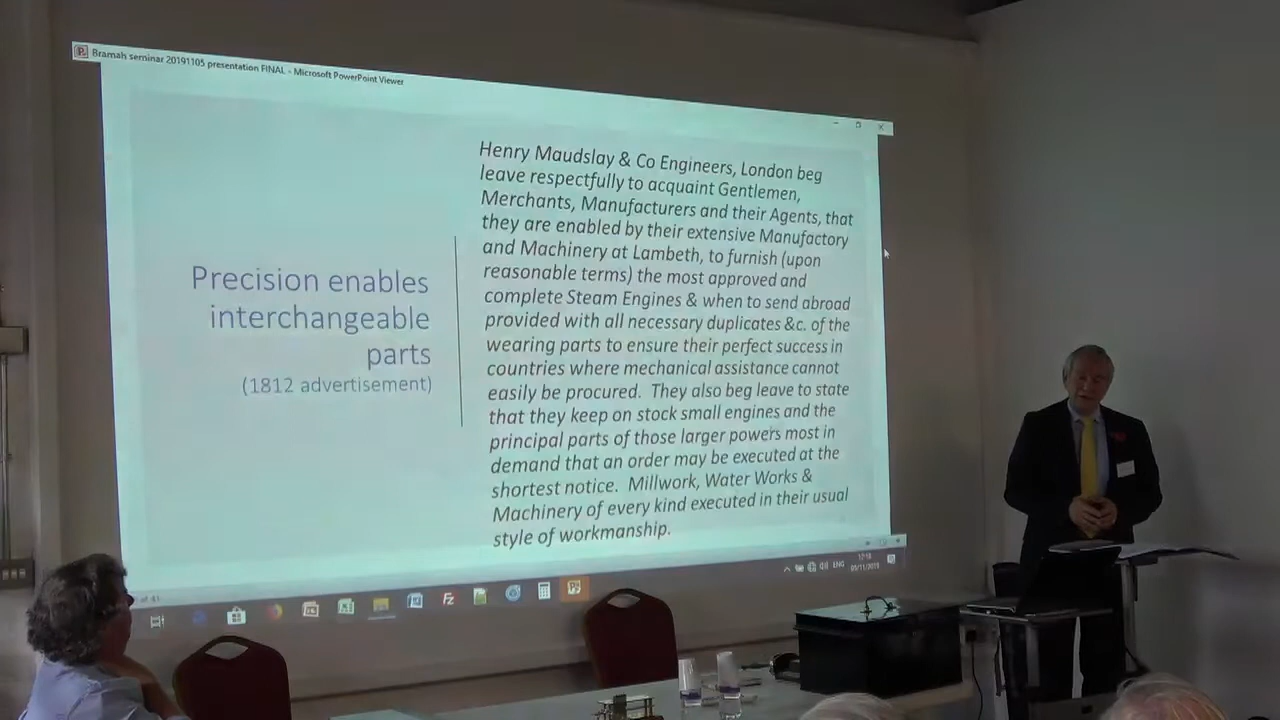 Bramah seminar 20191105 presentation FINAL - Microsoft PowerPoint Viewer
Precision enables
interchangeable
parts
(1812 advertisement)
Henry Maudslay & Co Engineers, London beg
leave respectfully to acquaint Gentlemen,
Merchants, Manufacturers and their Agents, that
they are enabled by their extensive Manufactory
and Machinery at Lambeth, to furnish (upon
reasonable terms) the most approved and
complete Steam Engines & when to send abroad
provided with all necessary duplicates &c. of the
wearing parts to ensure their perfect success in
countries where mechanical assistance cannot
easily be procured. They also beg leave to state
that they keep on stock small engines and the
principal parts of those larger powers most in
demand that an order may be executed at the
shortest notice. Millwork, Water Works &
Machinery of every kind executed in their usual
style of workmanship.
ENG
05/11/2019